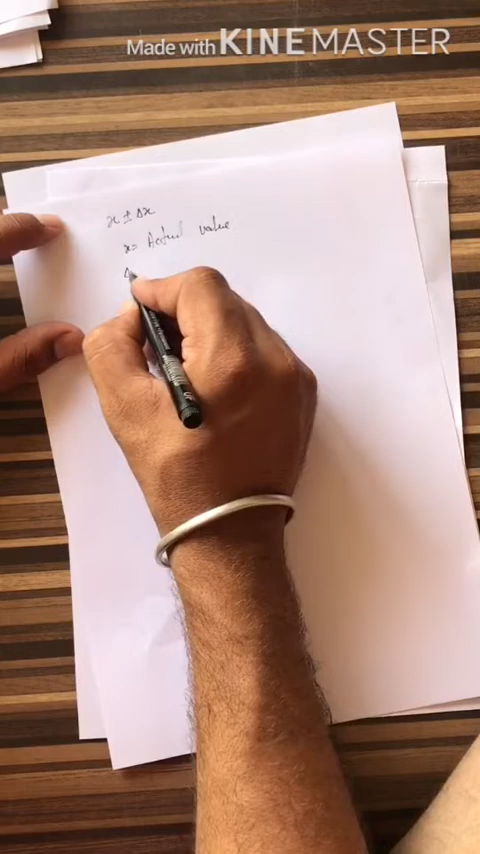 Made with KINEMASTER
x ± Δx
x = Actual value
Δ